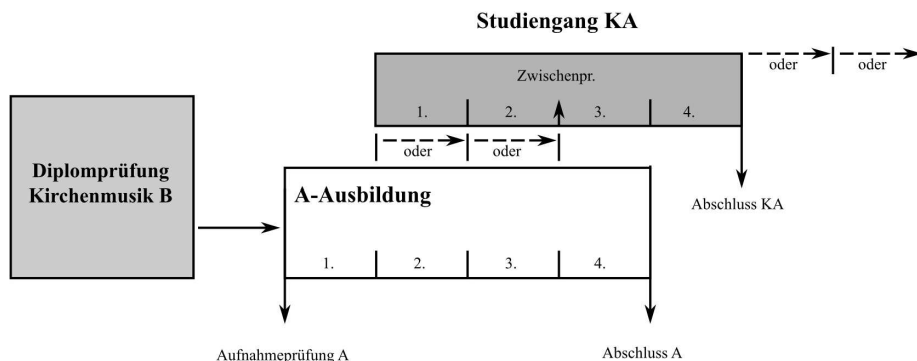 Studiengang KA
Zwischenpr.
1. 2. 3. 4.
oder oder
oder oder
Diplomprüfung
Kirchenmusik B
A-Ausbildung
1. 2. 3. 4.
Abschluss KA
Aufnahmeprüfung A
Abschluss A